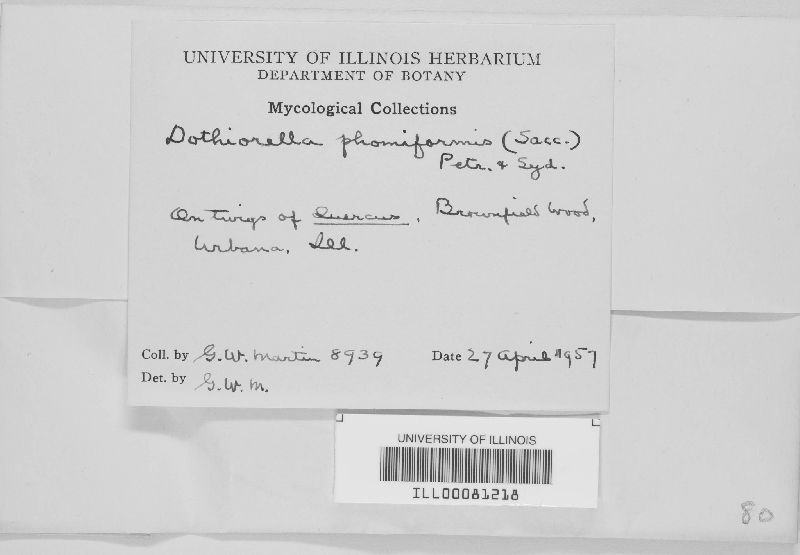 UNIVERSITY OF ILLINOIS HERBARIUM
DEPARTMENT OF BOTANY
Mycological Collections
Dothiorella phomiformis (Sacc.)
Petr. & Syd.
On twigs of Quercus, Brownfield Wood,
Urbana, Ill.
Coll. by G.W. Martin 8939 Date 27 April 1957
Det. by G.W.M.
UNIVERSITY OF ILLINOIS
ILL00081218
80